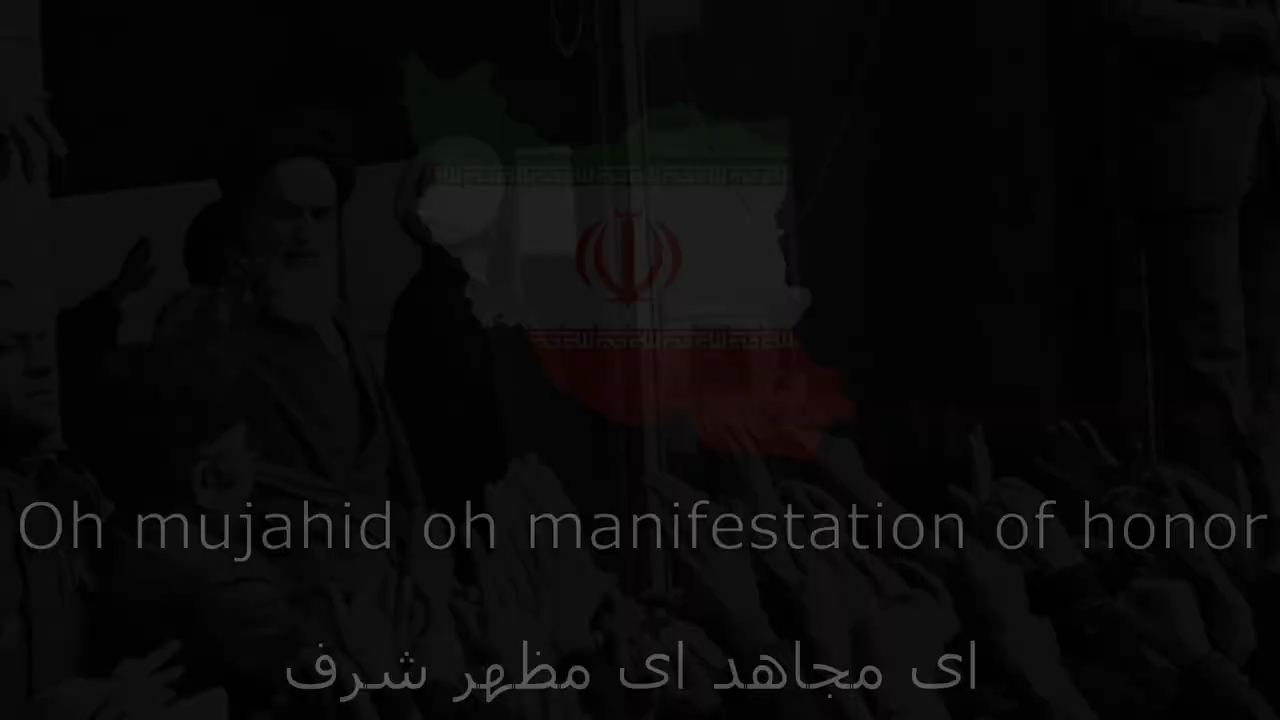 Oh mujahid oh manifestation of honor
ای مجاهد ای مظهر شرف